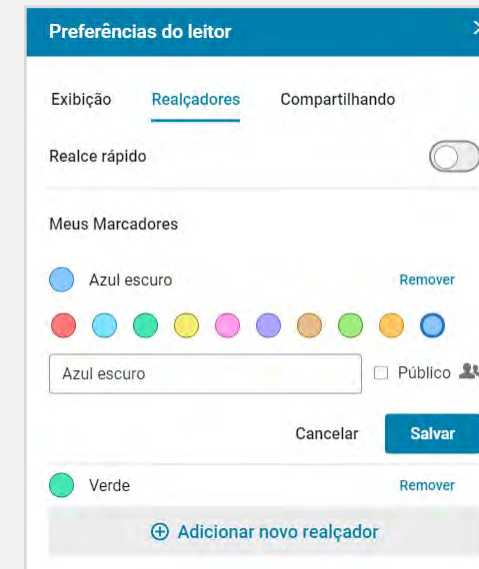 Preferências do leitor
Exibição Realçadores Compartilhando
Realce rápido
Meus Marcadores
Azul escuro Remover
Azul escuro Público
Cancelar Salvar
Verde Remover
Adicionar novo realçador